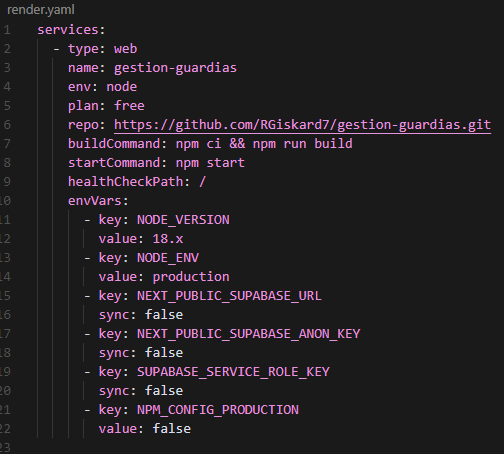 render.yaml
1 services:
2 - type: web
3 name: gestion-guardias
4 env: node
5 plan: free
6 repo: https://github.com/RGiskard7/gestion-guardias.git
7 buildCommand: npm ci && npm run build
8 startCommand: npm start
9 healthCheckPath: /
10 envVars:
11 - key: NODE_VERSION
12 value: 18.x
13 - key: NODE_ENV
14 value: production
15 - key: NEXT_PUBLIC_SUPABASE_URL
16 sync: false
17 - key: NEXT_PUBLIC_SUPABASE_ANON_KEY
18 sync: false
19 - key: SUPABASE_SERVICE_ROLE_KEY
20 sync: false
21 - key: NPM_CONFIG_PRODUCTION
22 value: false
23